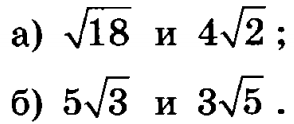 а) √18 и 4√2 ;
б) 5√3 и 3√5 .